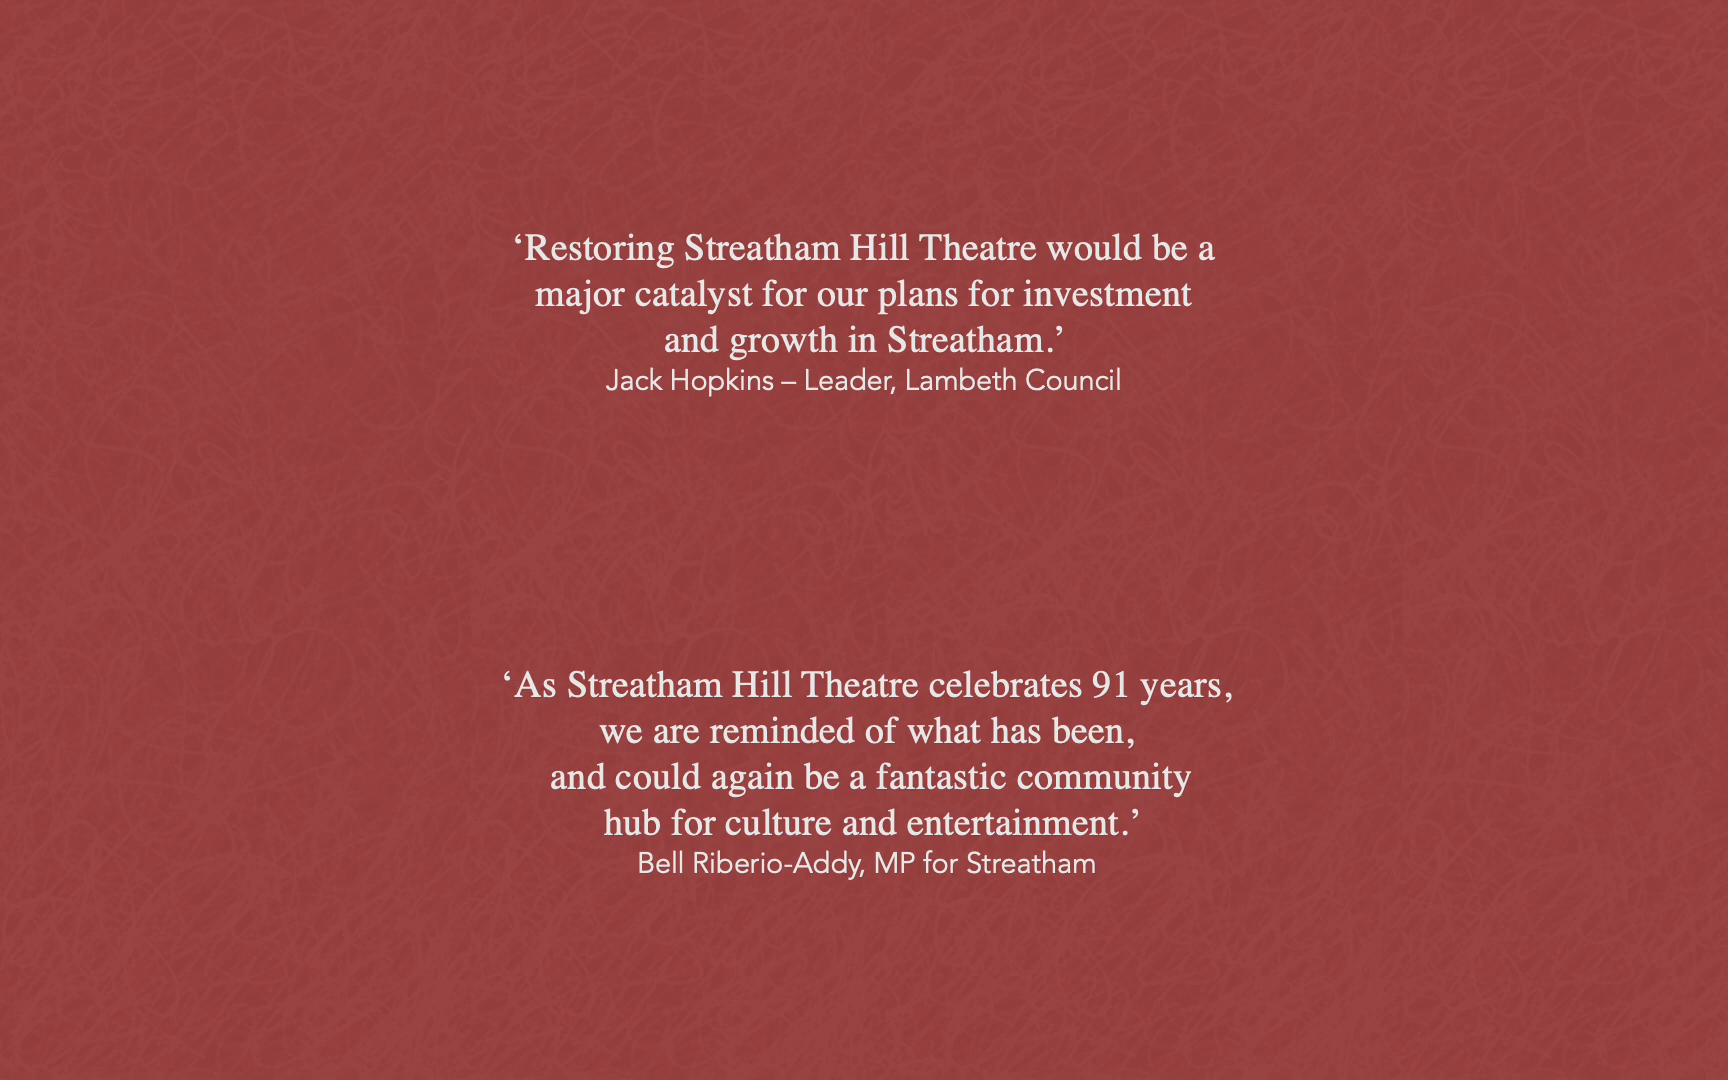 ‘Restoring Streatham Hill Theatre would be a
major catalyst for our plans for investment
and growth in Streatham.’
Jack Hopkins – Leader, Lambeth Council
‘As Streatham Hill Theatre celebrates 91 years,
we are reminded of what has been,
and could again be a fantastic community
hub for culture and entertainment.’
Bell Riberio-Addy, MP for Streatham